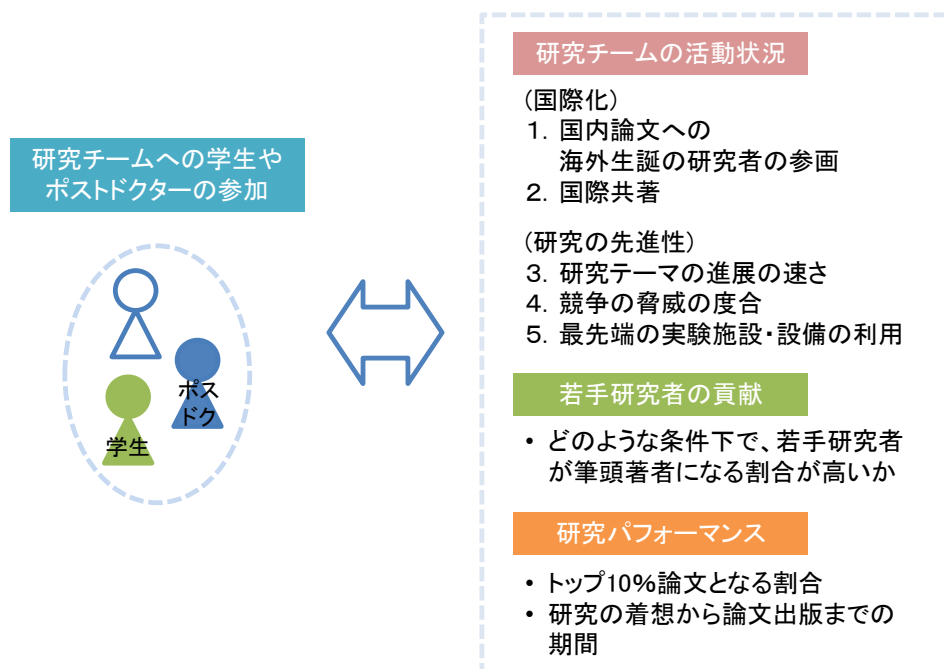 研究チームへの学生や
ポストドクターの参加
ポス
ドク
学生
研究チームの活動状況
(国際化)
1. 国内論文への
海外生誕の研究者の参画
2. 国際共著
(研究の先進性)
3. 研究テーマの進展の速さ
4. 競争の脅威の度合
5. 最先端の実験施設・設備の利用
若手研究者の貢献
• どのような条件下で、若手研究者
が筆頭著者になる割合が高いか
研究パフォーマンス
• トップ10%論文となる割合
• 研究の着想から論文出版までの
期間